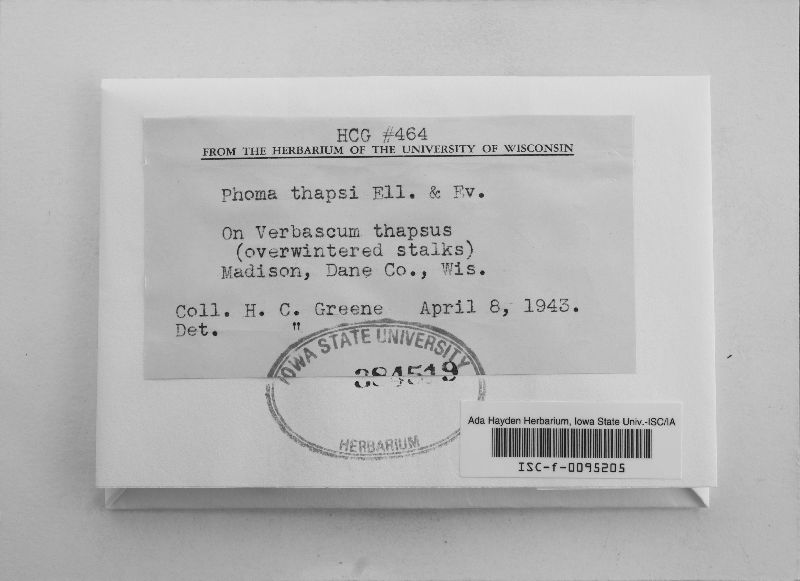 HCG #464
FROM THE HERBARIUM OF THE UNIVERSITY OF WISCONSIN
Phoma thapsi Ell. & Ev.
On Verbascum thapsus
(overwintered stalks)
Madison, Dane Co., Wis.
Coll. H. C. Greene April 8, 1943.
Det. "
IOWA STATE UNIVERSITY
HERBARIUM
Ada Hayden Herbarium, Iowa State Univ.-ISC/IA
ISC-f-0095205